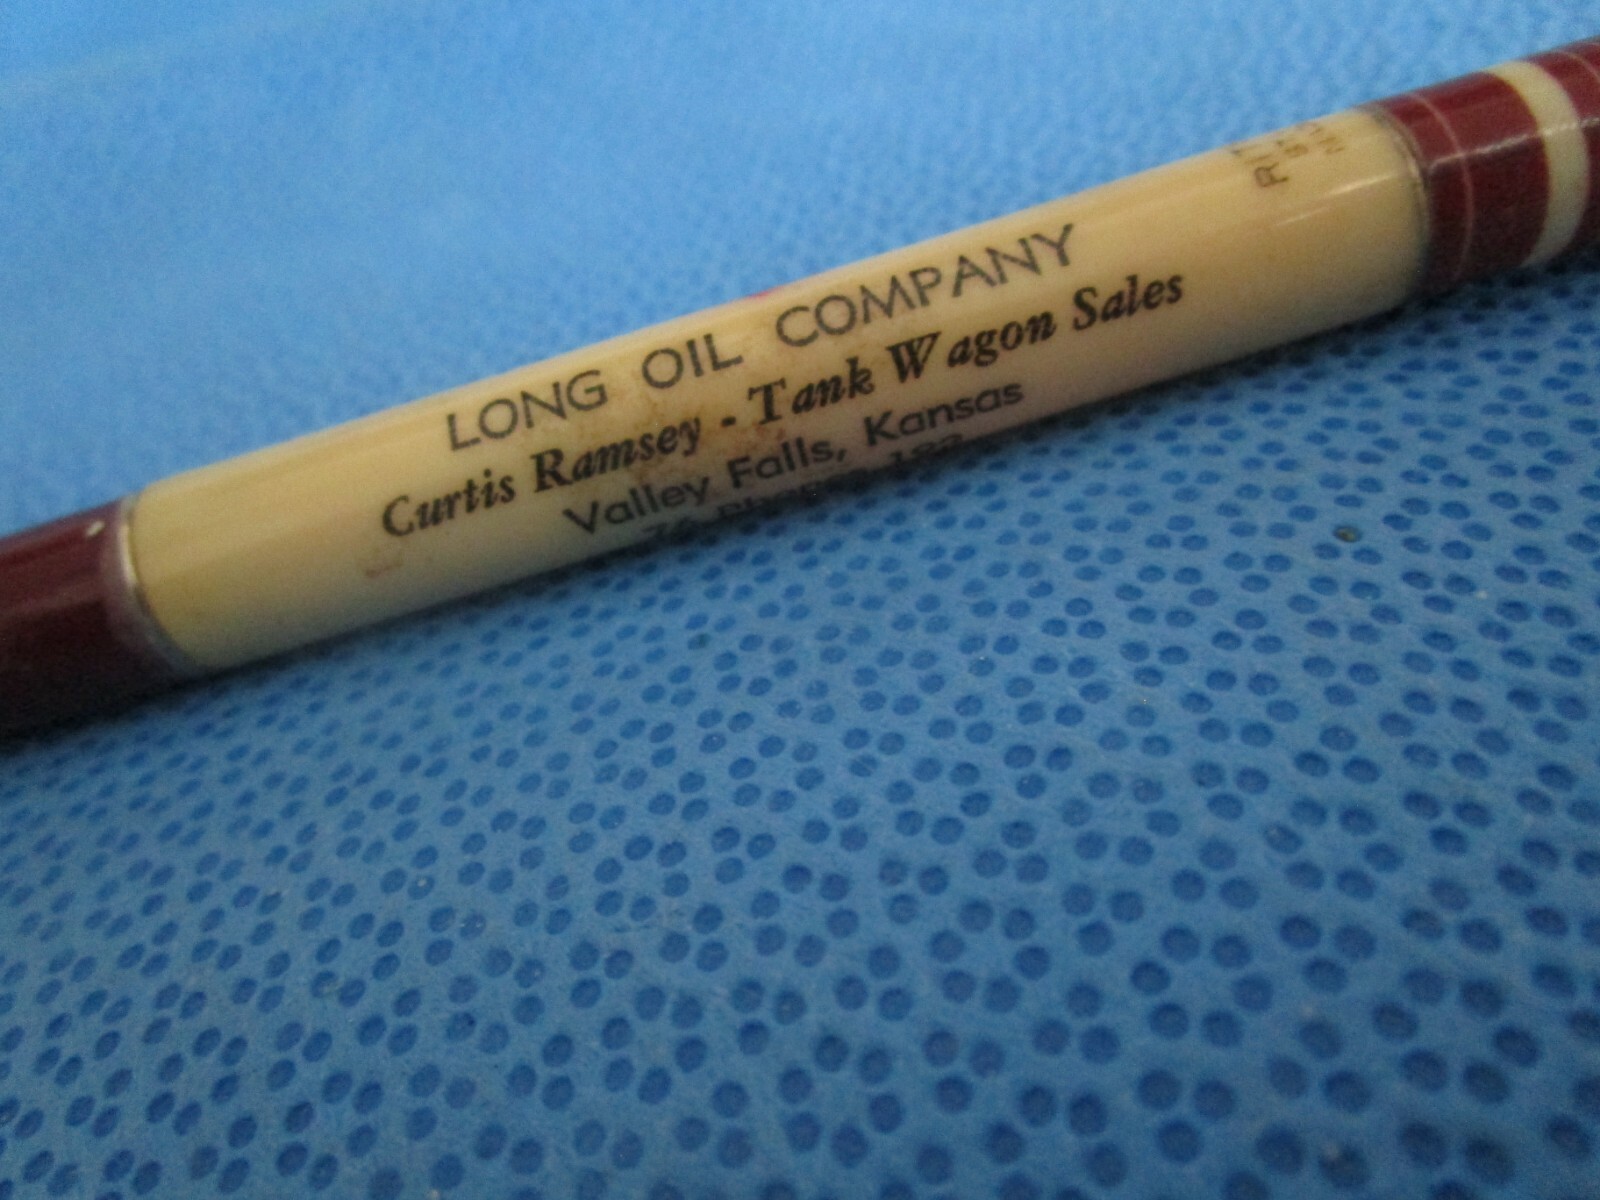 LONG OIL COMPANY
Curtis Ramsey - Tank Wagon Sales
Valley Falls, Kansas